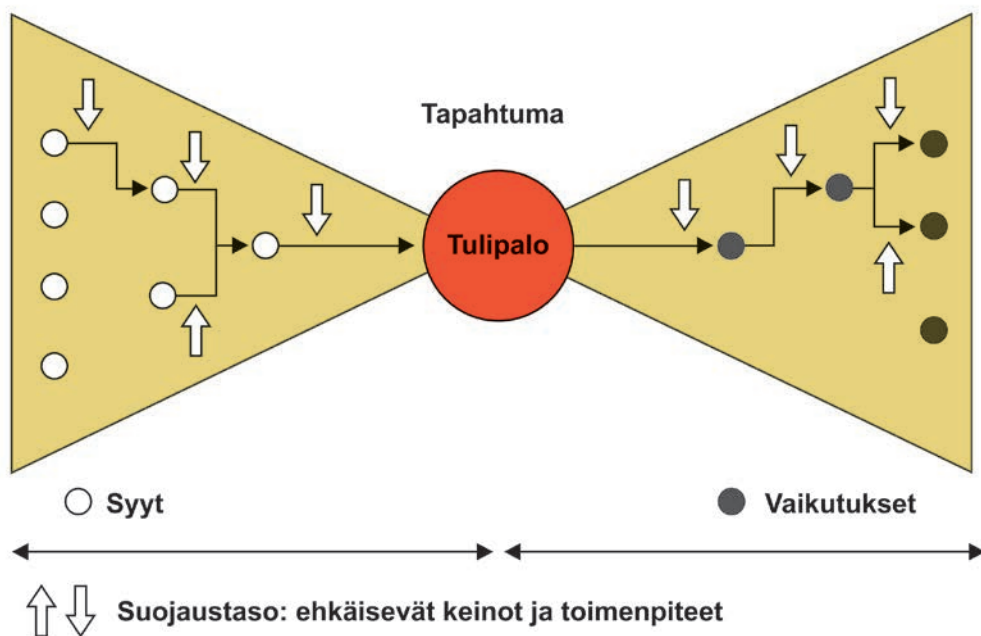 Tapahtuma
Tulipalo
Syyt
Vaikutukset
Suojaustaso: ehkäisevät keinot ja toimenpiteet